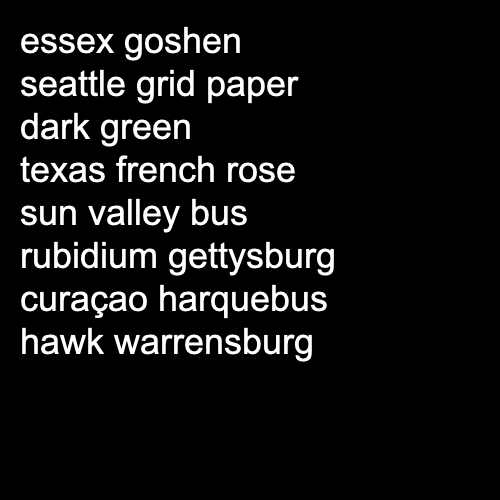 essex goshen
seattle grid paper
dark green
texas french rose
sun valley bus
rubidium gettysburg
curaçao harquebus
hawk warrensburg